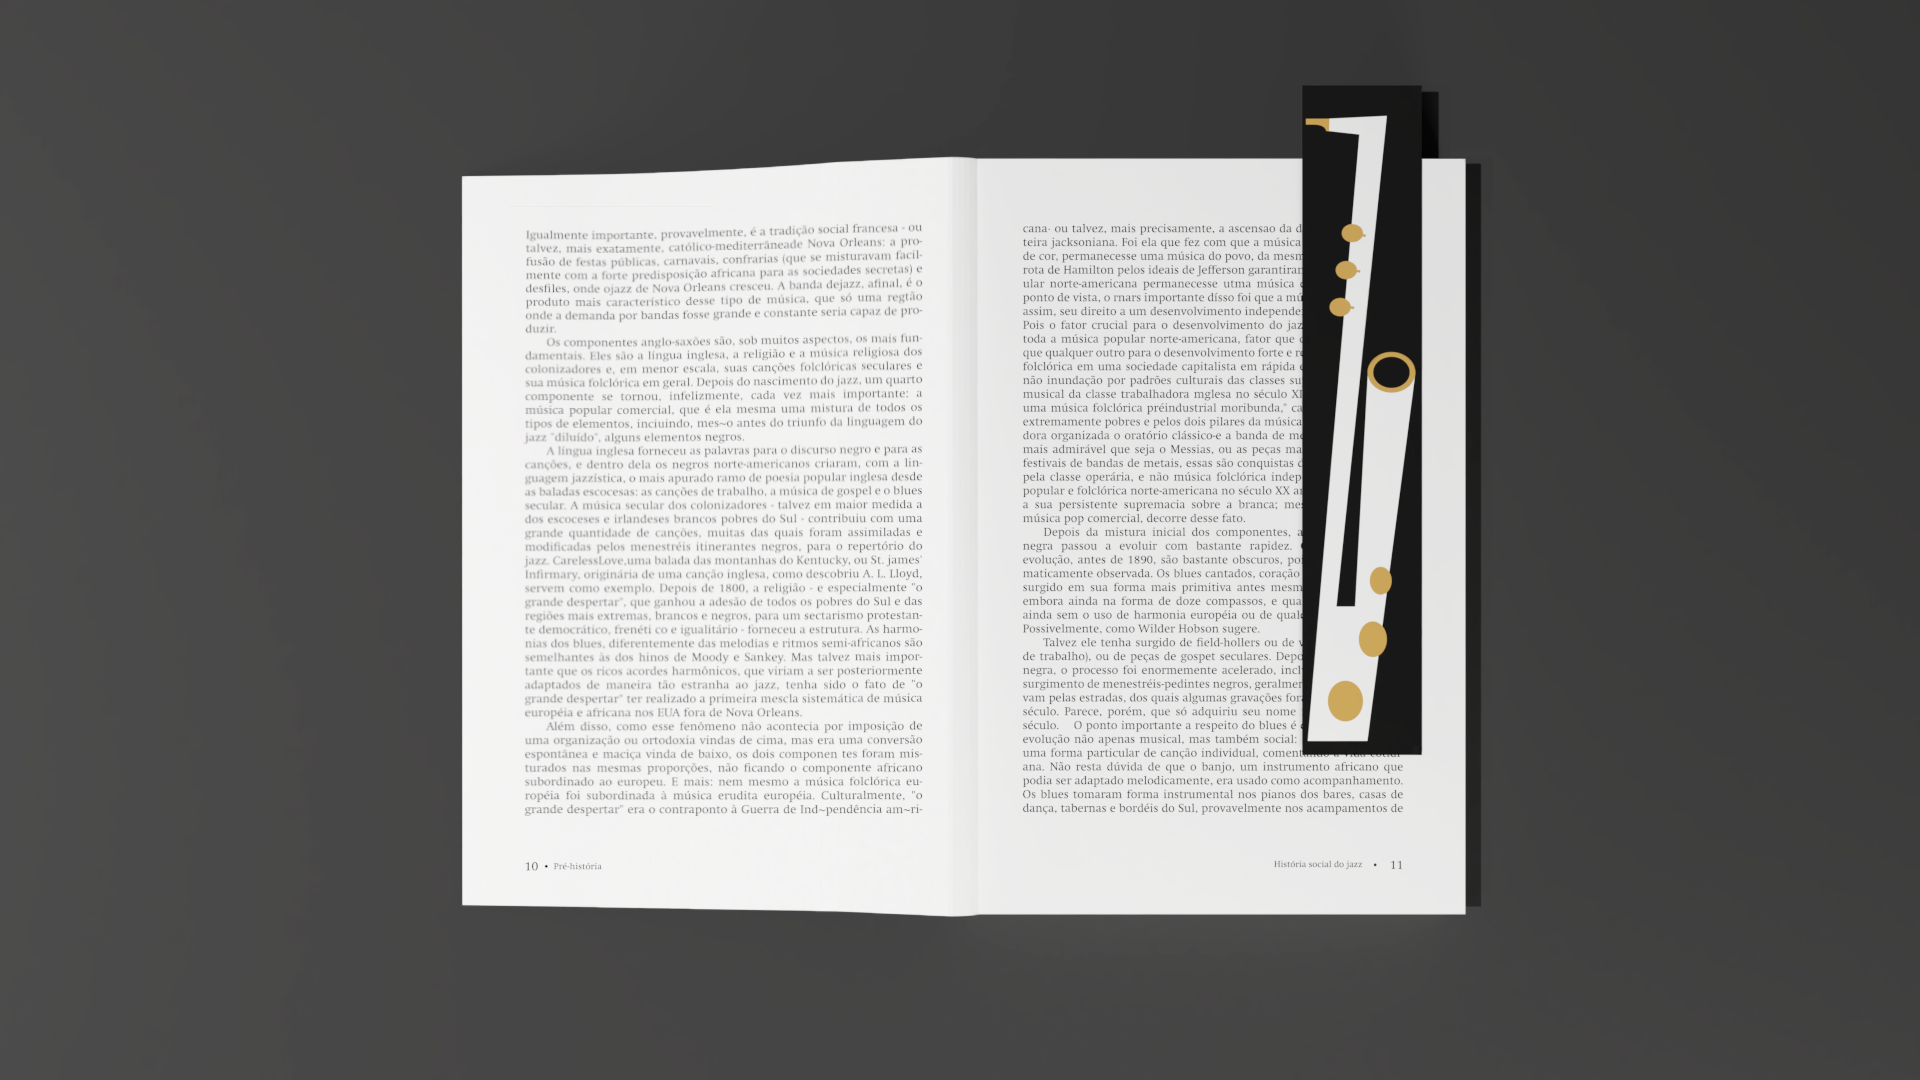 Igualmente importante, provavelmente, é a tradição social francesa - ou
talvez, mais exatamente, católico-mediterrâneade Nova Orleans: a pro-
fusão de festas públicas, carnavais, confrarias (que se misturavam facil-
mente com a forte predisposição africana para as sociedades secretas) e
desfiles, onde ojazz de Nova Orleans cresceu. A banda dejazz, afinal, é o
produto mais característico desse tipo de música, que só uma regtão
onde a demanda por bandas fosse grande e constante seria capaz de pro-
duzir.
Os componentes anglo-saxões são, sob muitos aspectos, os mais fun-
damentais. Eles são a língua inglesa, a religião e a música religiosa dos
colonizadores e, em menor escala, suas canções folclóricas seculares e
sua música folclórica em geral. Depois do nascimento do jazz, um quarto
componente se tornou, infelizmente, cada vez mais importante: a
música popular comercial, que é ela mesma uma mistura de todos os
tipos de elementos, inciuindo, mes~o antes do triunfo da linguagem do
jazz "diluído", alguns elementos negros.
A língua inglesa forneceu as palavras para o discurso negro e para as
canções, e dentro dela os negros norte-americanos criaram, com a lin-
guagem jazzística, o mais apurado ramo de poesia popular inglesa desde
as baladas escocesas: as canções de trabalho, a música de gospel e o blues
secular. A música secular dos colonizadores - talvez em maior medida a
dos escoceses e irlandeses brancos pobres do Sul - contribuiu com uma
grande quantidade de canções, muitas das quais foram assimiladas e
modificadas pelos menestréis itinerantes negros, para o repertório do
jazz. CarelessLove,uma balada das montanhas do Kentucky, ou St. james'
Infirmary, originária de uma canção inglesa, como descobriu A. L. Lloyd,
servem como exemplo. Depois de 1800, a religião - e especialmente "o
grande despertar", que ganhou a adesão de todos os pobres do Sul e das
regiões mais extremas, brancos e negros, para um sectarismo protestan-
te democrático, frenéti co e igualitário - forneceu a estrutura. As harmo-
nias dos blues, diferentemente das melodias e ritmos semi-africanos são
semelhantes às dos hinos de Moody e Sankey. Mas talvez mais impor-
tante que os ricos acordes harmônicos, que viriam a ser posteriormente
adaptados de maneira tão estranha ao jazz, tenha sido o fato de "o
grande despertar" ter realizado a primeira mescla sistemática de música
européia e africana nos EUA fora de Nova Orleans.
Além disso, como esse fenômeno não acontecia por imposição de
uma organização ou ortodoxia vindas de cima, mas era uma conversão
espontânea e maciça vinda de baixo, os dois componen tes foram mis-
turados nas mesmas proporções, não ficando o componente africano
subordinado ao europeu. E mais: nem mesmo a música folclórica eu-
ropéia foi subordinada à música erudita européia. Culturalmente, "o
grande despertar" era o contraponto à Guerra de Ind~pendência am~ri-
10 • Pré-história
cana- ou talvez, mais precisamente, a ascensao da
teira jacksoniana. Foi ela que fez com que a música
de cor, permanecesse uma música do povo, da
rota de Hamilton pelos ideais de Jefferson
ular norte-americana permanecesse utma música
ponto de vista, o rnars importante dísso foi que a
assim, seu direito a um desenvolvimento
Pois o fator crucial para o desenvolvimento do
toda a música popular norte-americana, fator que
que qualquer outro para o desenvolvimento forte e
folclórica em uma sociedade capitalista em rápida
não inundação por padrões culturais das classes
musical da classe trabalhadora mglesa no século
uma música folclórica préindustrial moribunda,"
extremamente pobres e pelos dois pilares da música
dora organizada o oratório clássico-e a banda de
mais admirável que seja o Messias, ou as peças
festivais de bandas de metais, essas são conquistas
pela classe operária, e não música folclórica
popular e folclórica norte-americana no século XX
a sua persistente supremacia sobre a branca;
música pop comercial, decorre desse fato.
Depois da mistura inicial dos componentes, a
negra passou a evoluir com bastante rapidez.
evolução, antes de 1890, são bastante obscuros,
maticamente observada. Os blues cantados, coração
surgido em sua forma mais primitiva antes
embora ainda na forma de doze compassos, e
ainda sem o uso de harmonia européia ou de
Possivelmente, como Wilder Hobson sugere.
Talvez ele tenha surgido de field-hollers ou de
de trabalho), ou de peças de gospet seculares.
negra, o processo foi enormemente acelerado,
surgimento de menestréis-pedintes negros,
vam pelas estradas, dos quais algumas gravações
século. Parece, porém, que só adquiriu seu nome
século. O ponto importante a respeito do blues é
evolução não apenas musical, mas também social:
uma forma particular de canção individual,
ana. Não resta dúvida de que o banjo, um instrumento africano que
podia ser adaptado melodicamente, era usado como acompanhamento.
Os blues tomaram forma instrumental nos pianos dos bares, casas de
dança, tabernas e bordéis do Sul, provavelmente nos acampamentos de
História social do jazz • 11